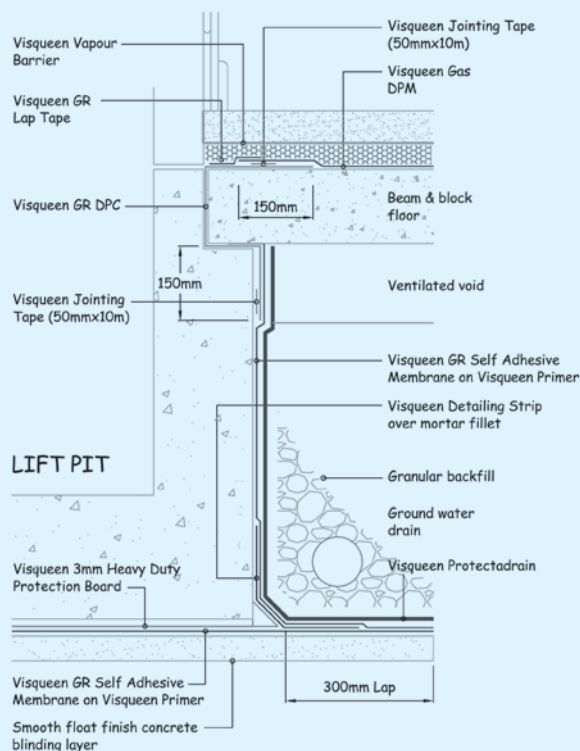 Visqueen Jointing Tape
(50mmx10m)
Visqueen Vapour
Barrier
Visqueen Gas
DPM
Visqueen GR
Lap Tape
Visqueen GR DPC
150mm
Beam & block
floor
150mm
Ventilated void
Visqueen Jointing
Tape (50mmx10m)
Visqueen GR Self Adhesive
Membrane on Visqueen Primer
Visqueen Detailing Strip
over mortar fillet
LIFT PIT
Granular backfill
Ground water
drain
Visqueen 3mm Heavy Duty
Protection Board
Visqueen Protectadrain
Visqueen GR Self Adhesive
Membrane on Visqueen Primer
300mm Lap
Smooth float finish concrete
blinding layer